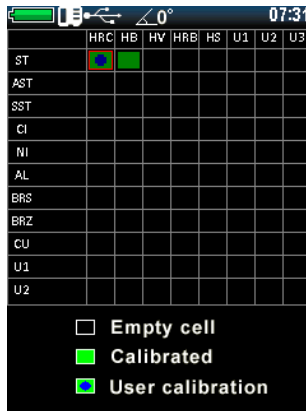 ∠0° 07:31
HRC HB HV HRB HS U1 U2 U3
ST
AST
SST
CI
NI
AL
BRS
BRZ
CU
U1
U2
Empty cell
Calibrated
User calibration